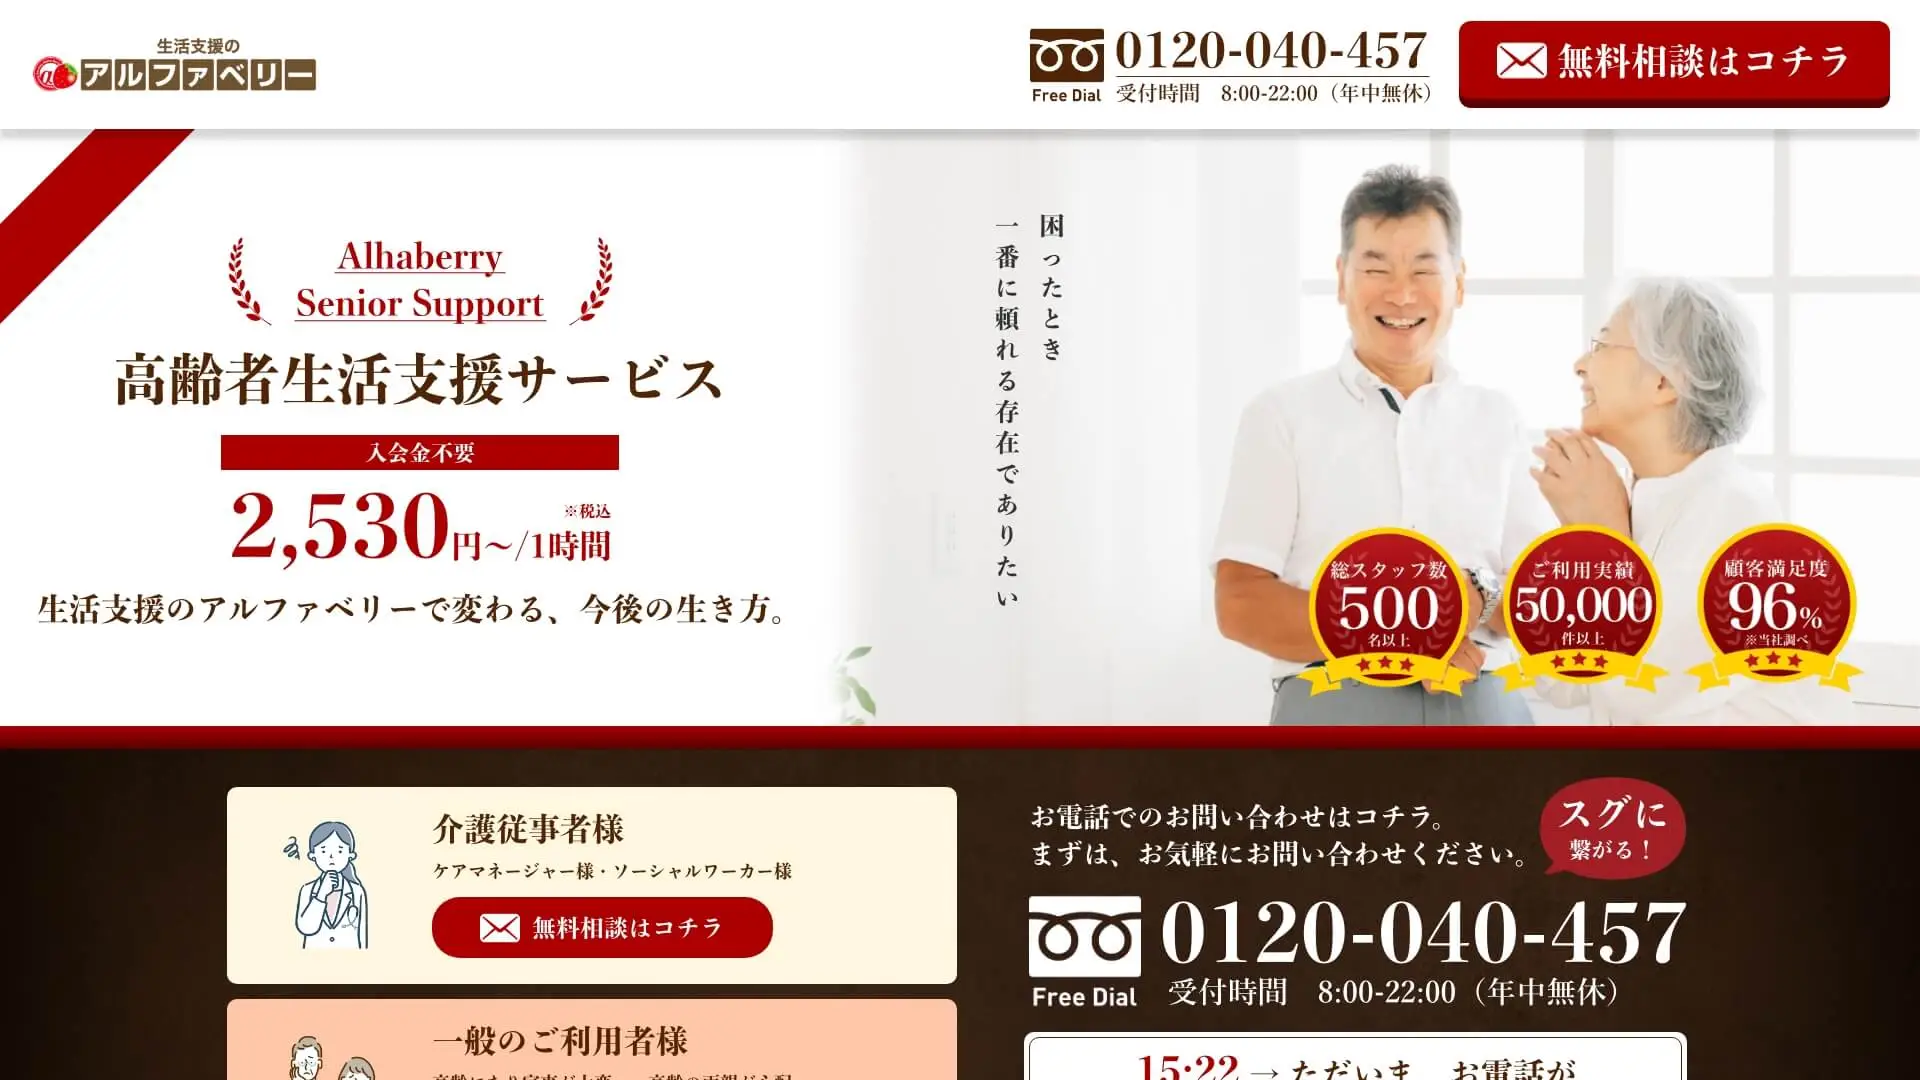 生活支援の
アルファベリー
0120-040-457
Free Dial
受付時間　8:00-22:00（年中無休）
無料相談はコチラ
Alhaberry
Senior Support
高齢者生活支援サービス
入会金不要
※税込
2,530円〜/1時間
生活支援のアルファベリーで変わる、今後の生き方。
困ったとき
一番に頼れる存在でありたい
総スタッフ数
500
名以上
ご利用実績
50,000
件以上
顧客満足度
96%
※当社調べ
介護従事者様
ケアマネージャー様・ソーシャルワーカー様
無料相談はコチラ
一般のご利用者様
お電話でのお問い合わせはコチラ。
まずは、お気軽にお問い合わせください。
スグに
繋がる！
0120-040-457
Free Dial
受付時間　8:00-22:00（年中無休）
15:22→ただいま、お電話が